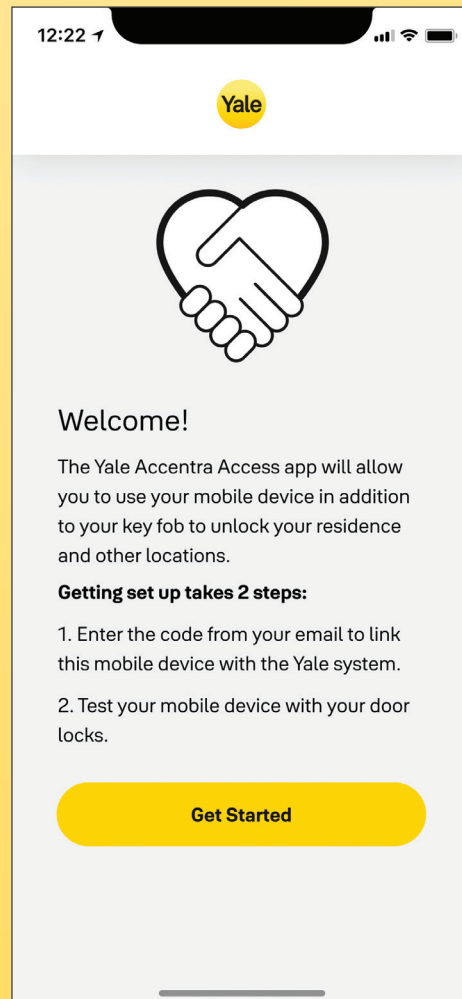 12:22
Yale
Welcome!
The Yale Accentra Access app will allow
you to use your mobile device in addition
to your key fob to unlock your residence
and other locations.
Getting set up takes 2 steps:
1. Enter the code from your email to link
this mobile device with the Yale system.
2. Test your mobile device with your door
locks.
Get Started